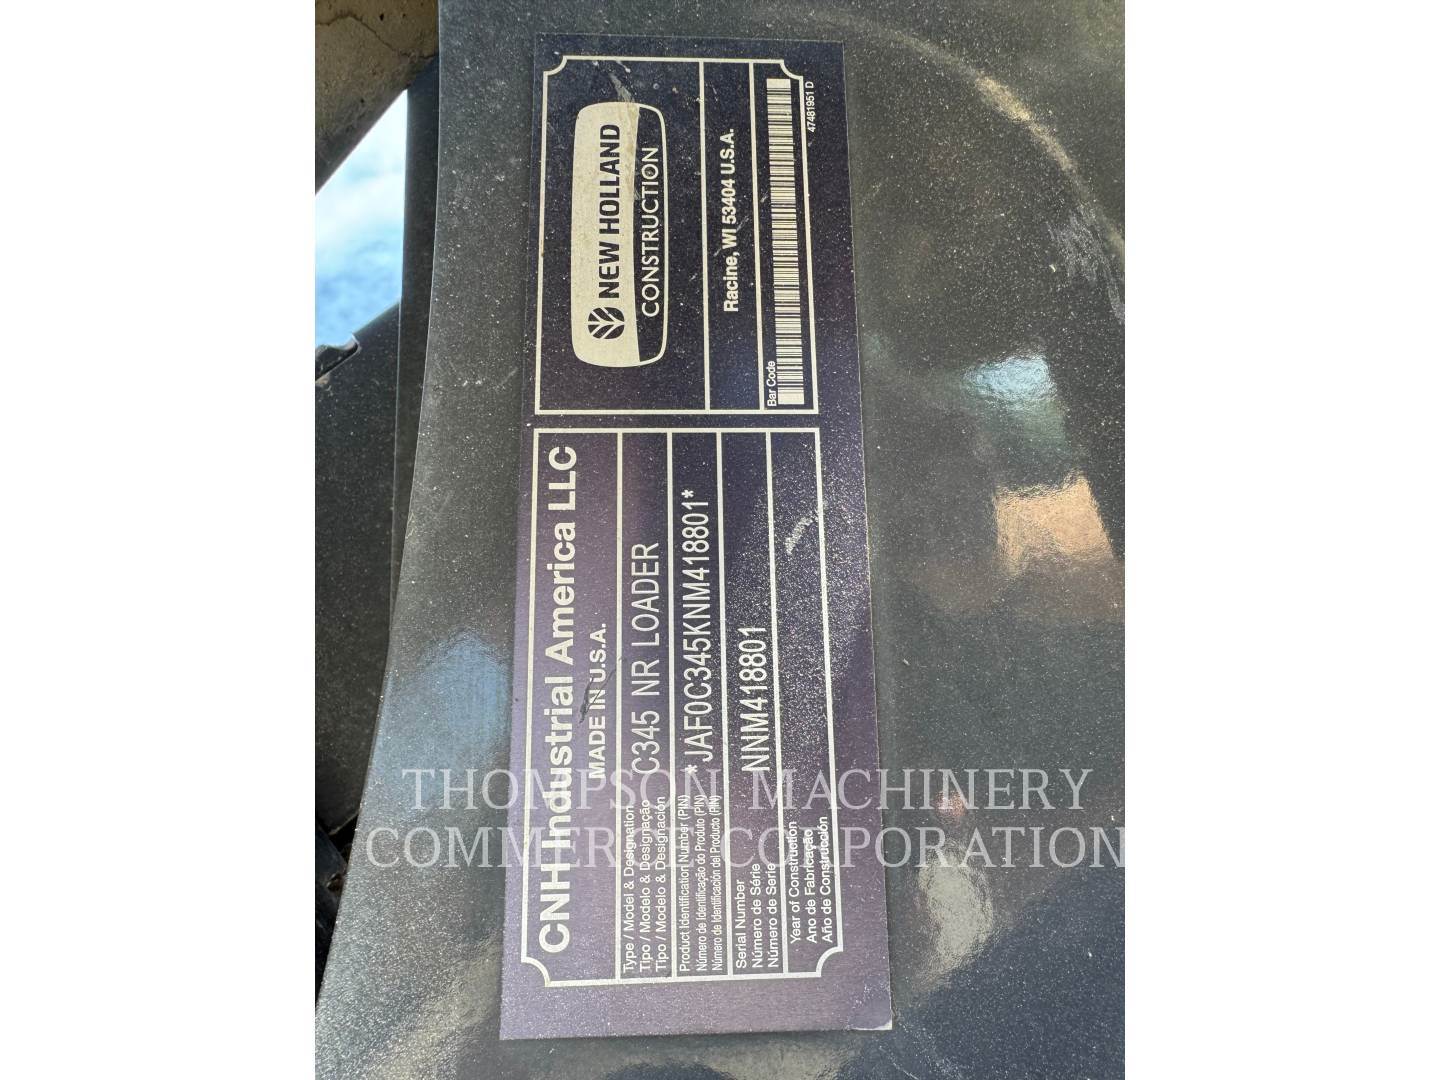 CNH Industrial America LLC
MADE IN U.S.A.
Type / Model & Designation
Tipo / Modelo & Designação
Tipo / Modelo & Designación
C345 NR LOADER
Product Identification Number (PIN)
Número de Identificação do Produto (PIN)
Número de Identificación del Producto (PIN)
*JAF0C345KNM418801*
Serial Number
Número de Série
Número de Serie
NNM418801
Year of Construction
Ano de Fabricação
Año de Construcción
NEW HOLLAND
CONSTRUCTION
Racine, WI 53404 U.S.A.
Bar Code
47481951 D
THOMPSON MACHINERY
COMMERCE CORPORATION